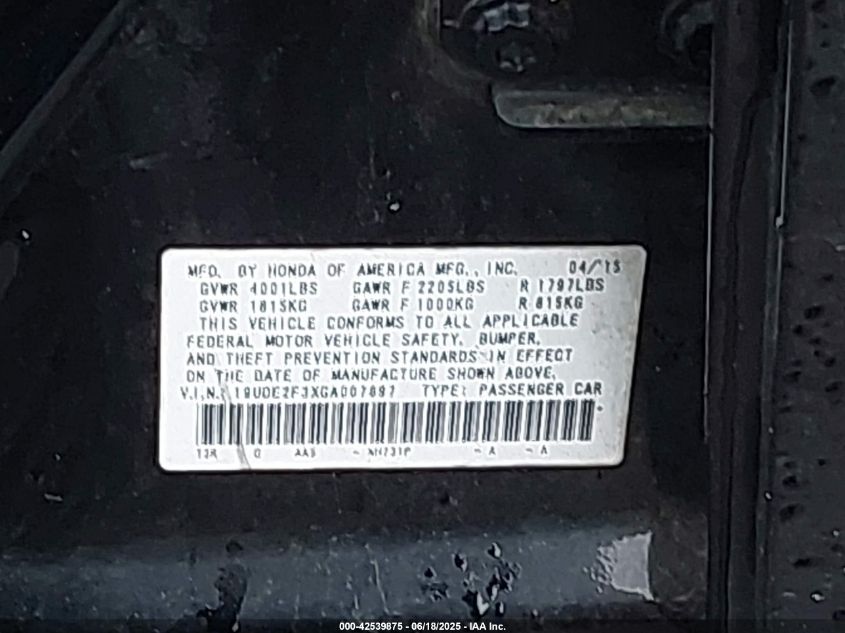 MFD. BY HONDA OF AMERICA MFG., INC. 04/15
GVWR 4001LBS GAWR F 2205LBS R 1797LBS
GVWR 1815KG GAWR F 1000KG R 815KG
THIS VEHICLE CONFORMS TO ALL APPLICABLE
FEDERAL MOTOR VEHICLE SAFETY, BUMPER,
AND THEFT PREVENTION STANDARDS IN EFFECT
ON THE DATE OF MANUFACTURE SHOWN ABOVE.
V.I.N.: TYPE: PASSENGER CAR
NH731P - A - A
000-42539875 - 06/18/2025 - IAA Inc.